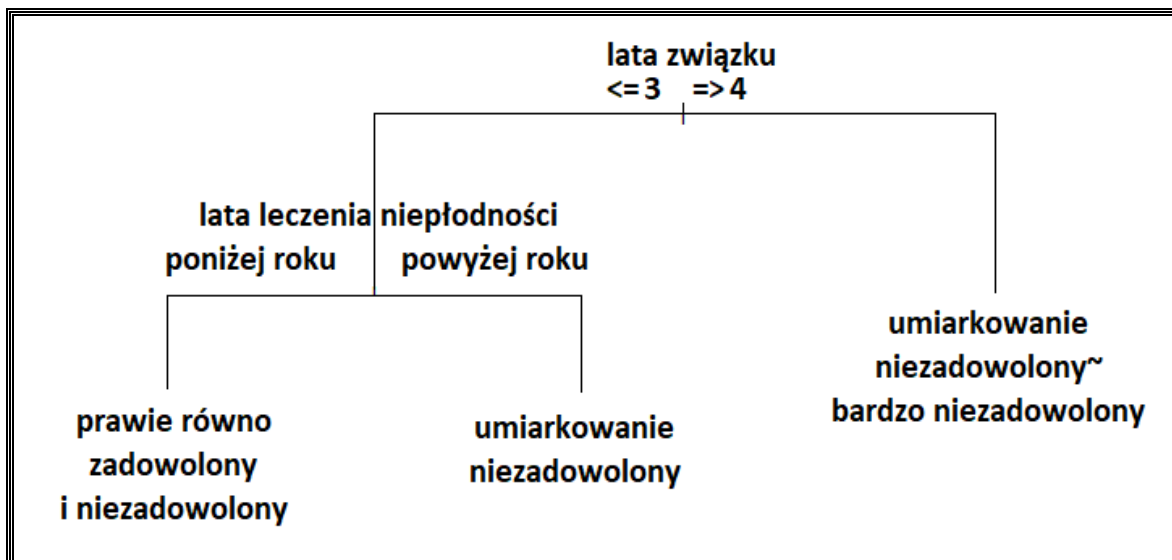 lata związku
<= 3 => 4
lata leczenia niepłodności
poniżej roku powyżej roku
prawie równo
zadowolony
i niezadowolony
umiarkowanie
niezadowolony
umiarkowanie
niezadowolony~
bardzo niezadowolony